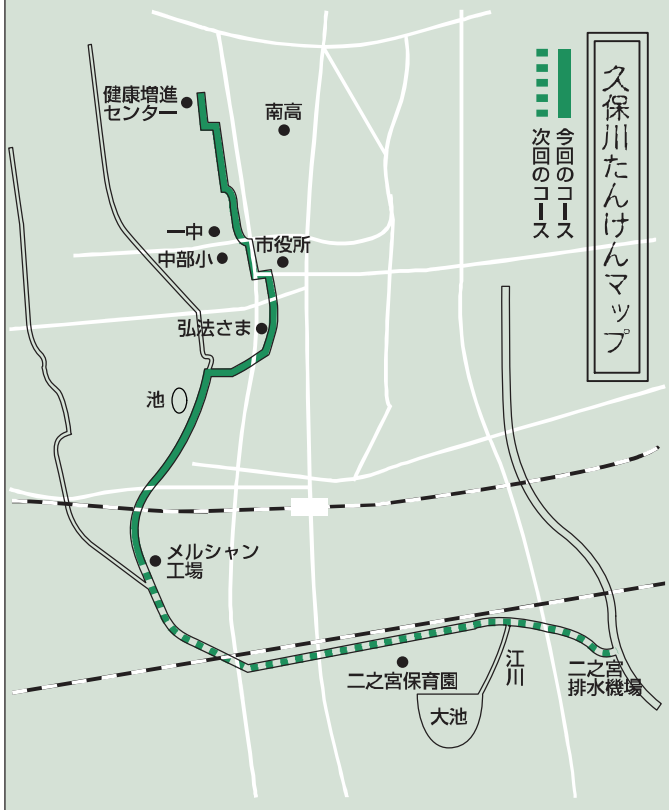 久保川たんけんマップ
今回のコース
次回のコース
健康増進
センター
南高
一中
市役所
中部小
弘法さま
池
メルシャン
工場
二之宮保育園
江川
二之宮
排水機場
大池